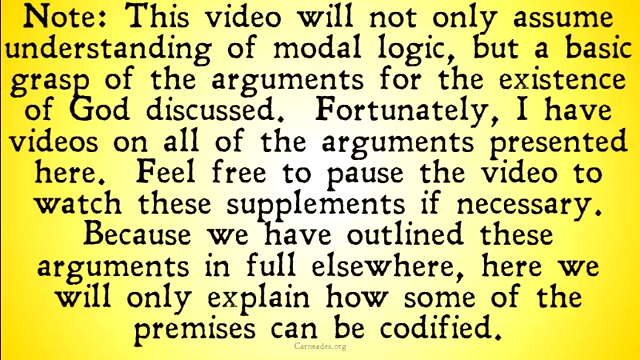 Note: This video will not only assume
understanding of modal logic, but a basic
grasp of the arguments for the existence
of God discussed. Fortunately, I have
videos on all of the arguments presented
here. Feel free to pause the video to
watch these supplements if necessary.
Because we have outlined these
arguments in full elsewhere, here we
will only explain how some of the
premises can be codified.
Carneades.org